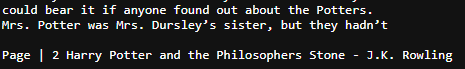 could bear it if anyone found out about the Potters.
Mrs. Potter was Mrs. Dursley’s sister, but they hadn’t
Page | 2 Harry Potter and the Philosophers Stone - J.K. Rowling